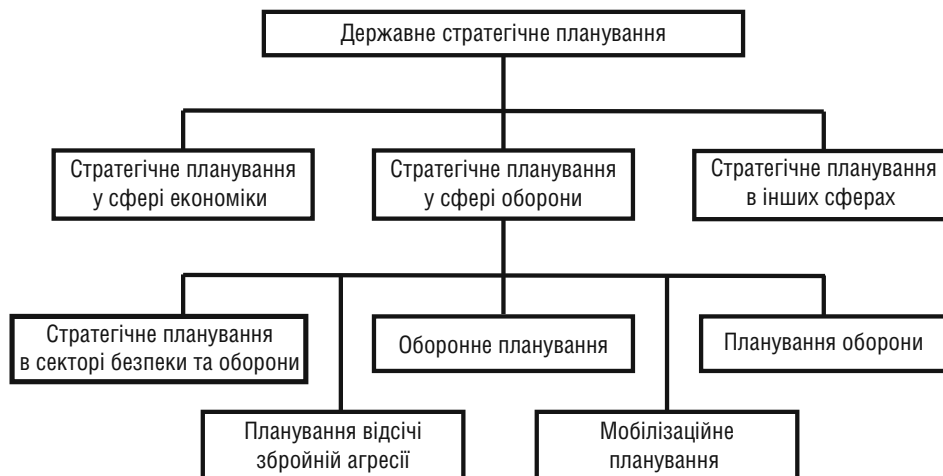 Державне стратегічне планування
Стратегічне планування
у сфері економіки
Стратегічне планування
у сфері оборони
Стратегічне планування
в інших сферах
Стратегічне планування
в секторі безпеки та оборони
Оборонне планування
Планування оборони
Планування відсічі
збройній агресії
Мобілізаційне
планування